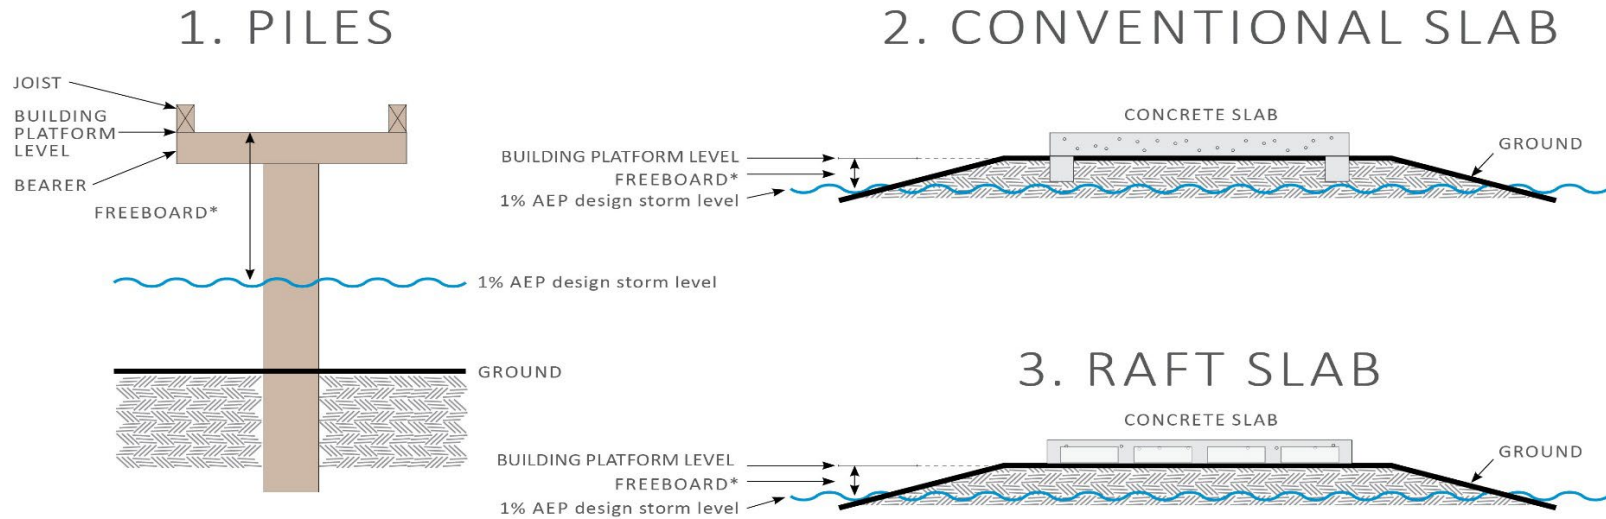 1. PILES
JOIST
BUILDING
PLATFORM
LEVEL
BEARER
FREEBOARD*
1% AEP design storm level
GROUND
2. CONVENTIONAL SLAB
CONCRETE SLAB
BUILDING PLATFORM LEVEL
FREEBOARD*
1% AEP design storm level
GROUND
3. RAFT SLAB
CONCRETE SLAB
BUILDING PLATFORM LEVEL
FREEBOARD*
1% AEP design storm level
GROUND